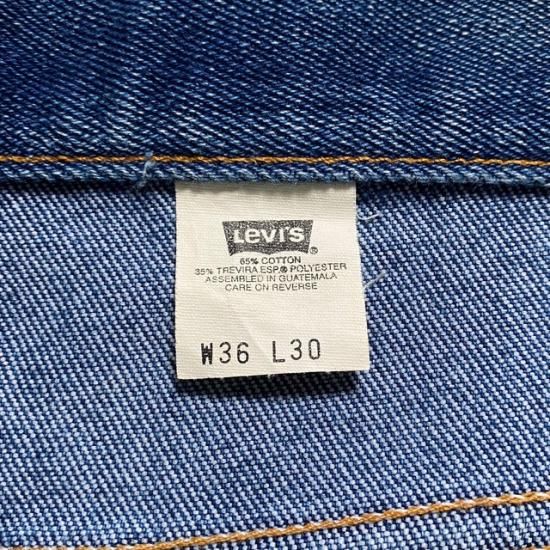 Levi's®
65% COTTON
35% TREVIRA ESP.® POLYESTER
ASSEMBLED IN GUATEMALA
CARE ON REVERSE
W36 L30